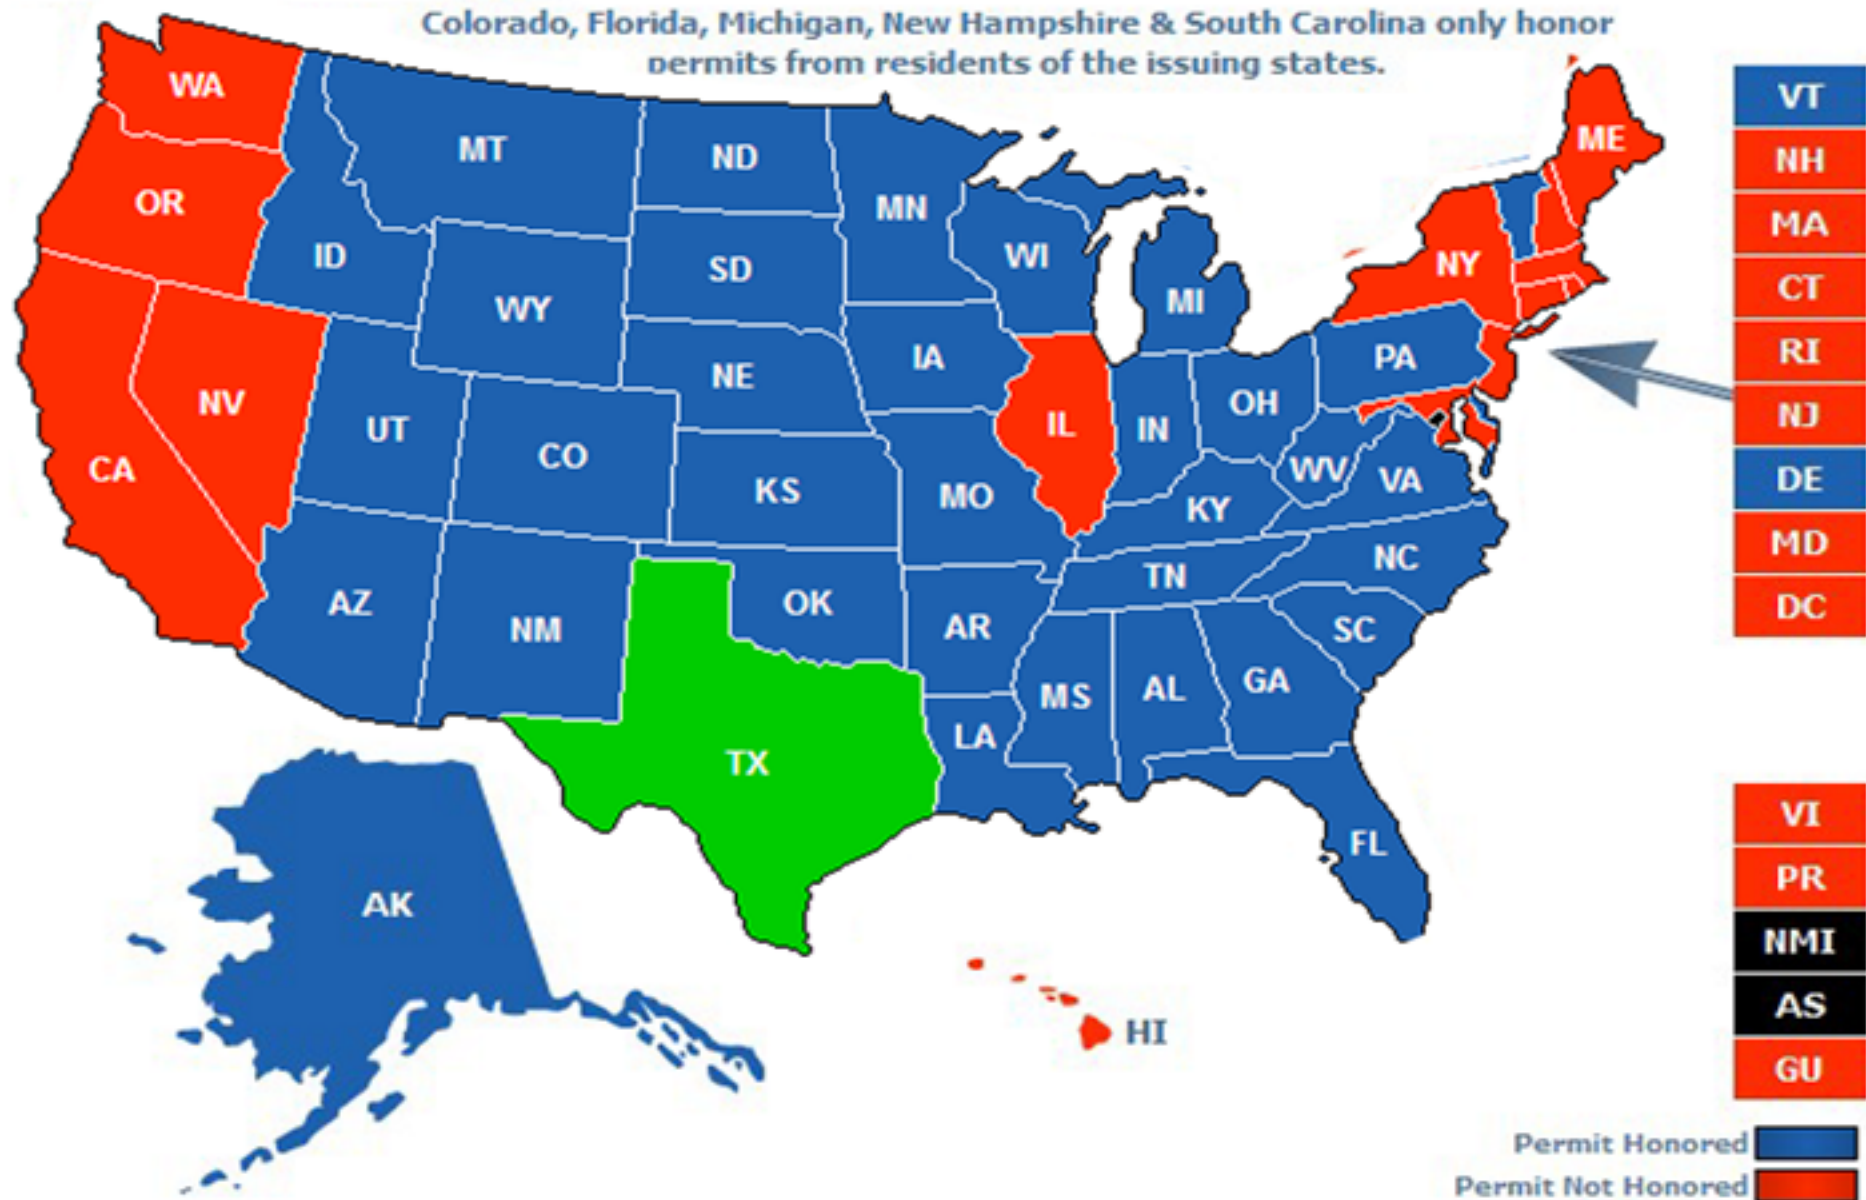 Colorado, Florida, Michigan, New Hampshire & South Carolina only honor
permits from residents of the issuing states.
WA
MT
ND
MN
ME
OR
ID
SD
WI
NY
WY
MI
IA
PA
NE
NV
UT
CO
IL
IN
OH
CA
KS
MO
WV
VA
KY
NC
TN
AZ
NM
OK
AR
SC
MS
AL
GA
LA
TX
FL
AK
HI
VT
NH
MA
CT
RI
NJ
DE
MD
DC
VI
PR
NMI
AS
GU
Permit Honored
Permit Not Honored